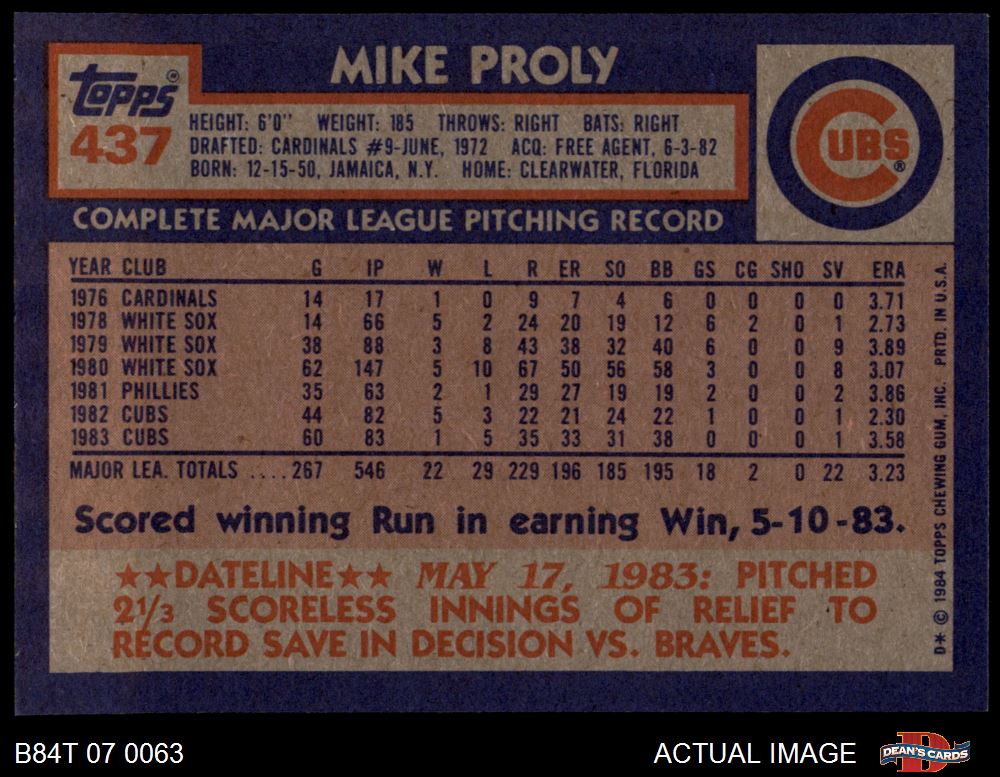 MIKE PROLY
topps®
437
HEIGHT: 6'0" WEIGHT: 185 THROWS: RIGHT BATS: RIGHT
DRAFTED: CARDINALS #9-JUNE, 1972 ACQ: FREE AGENT, 6-3-82
BORN: 12-15-50, JAMAICA, N.Y. HOME: CLEARWATER, FLORIDA
CUBS®
COMPLETE MAJOR LEAGUE PITCHING RECORD
YEAR CLUB G IP W L R ER SO BB GS CG SHO SV ERA
1976 CARDINALS 14 17 1 0 9 7 4 6 0 0 0 0 3.71
1978 WHITE SOX 14 66 5 2 24 20 19 12 6 2 0 1 2.73
1979 WHITE SOX 38 88 3 8 43 38 32 40 6 0 0 9 3.89
1980 WHITE SOX 62 147 5 10 67 50 56 58 3 0 0 8 3.07
1981 PHILLIES 35 63 2 1 29 27 19 19 2 0 0 2 3.86
1982 CUBS 44 82 5 3 22 21 24 22 1 0 0 1 2.30
1983 CUBS 60 83 1 5 35 33 31 38 0 0 0 1 3.58
MAJOR LEA. TOTALS ....267 546 22 29 229 196 185 195 18 2 0 22 3.23
Scored winning Run in earning Win, 5-10-83.
★★DATELINE★★ MAY 17, 1983: PITCHED
2 1/3 SCORELESS INNINGS OF RELIEF TO
RECORD SAVE IN DECISION VS. BRAVES.
D* © 1984 TOPPS CHEWING GUM, INC. PRTD. IN U.S.A.
B84T 07 0063
ACTUAL IMAGE
D
DEAN'S CARDS